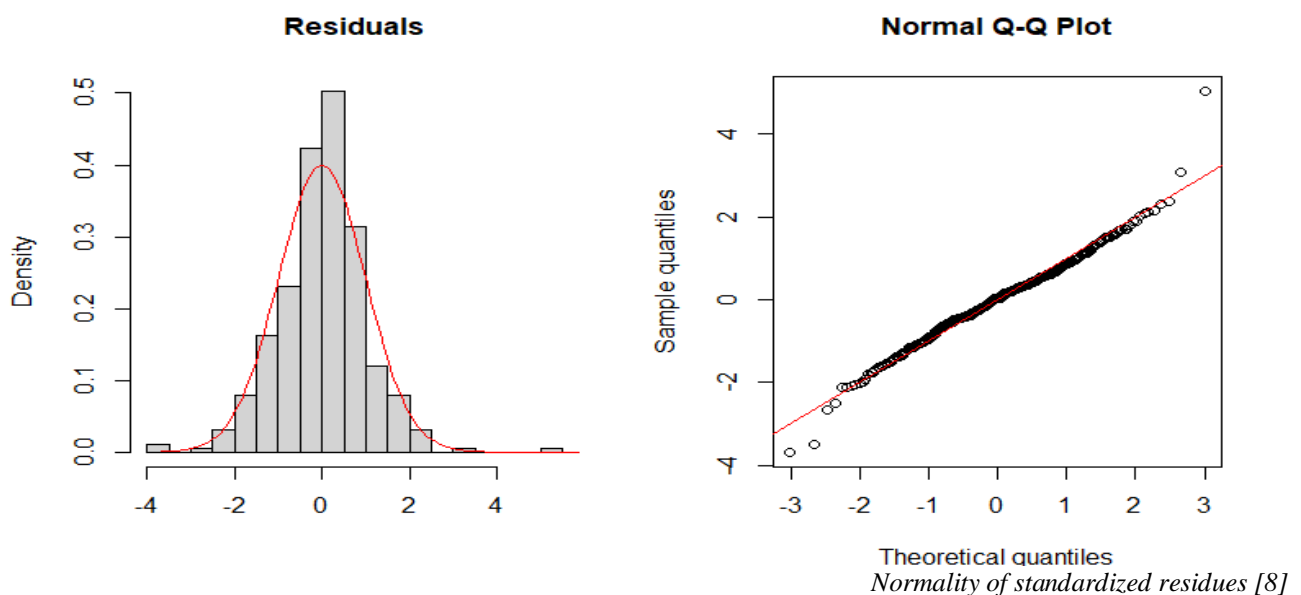 Residuals
Density
0.0 0.1 0.2 0.3 0.4 0.5
-4 -2 0 2 4
Normal Q-Q Plot
Sample quantiles
-4 -2 0 2 4
-3 -2 -1 0 1 2 3
Theoretical quantiles
Normality of standardized residues [8]